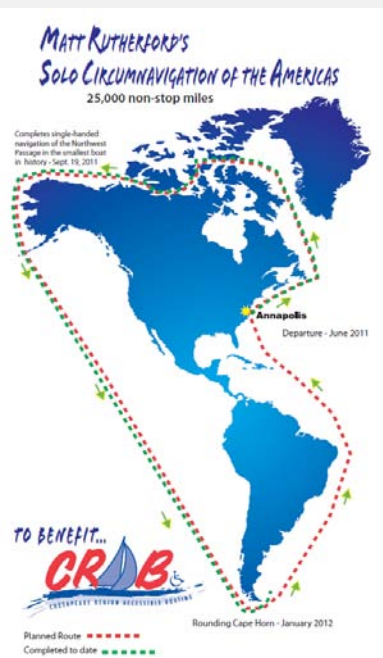 MATT RUTHERFORD'S
SOLO CIRCUMNAVIGATION OF THE AMERICAS
25,000 non-stop miles
Completes single-handed
navigation of the Northwest
Passage in the smallest boat
in history - Sept. 19, 2011
Annapolis
Departure - June 2011
TO BENEFIT...
CRAB
CHESAPEAKE REGION ACCESSIBLE BOATING
Rounding Cape Horn - January 2012
Planned Route
Completed to date